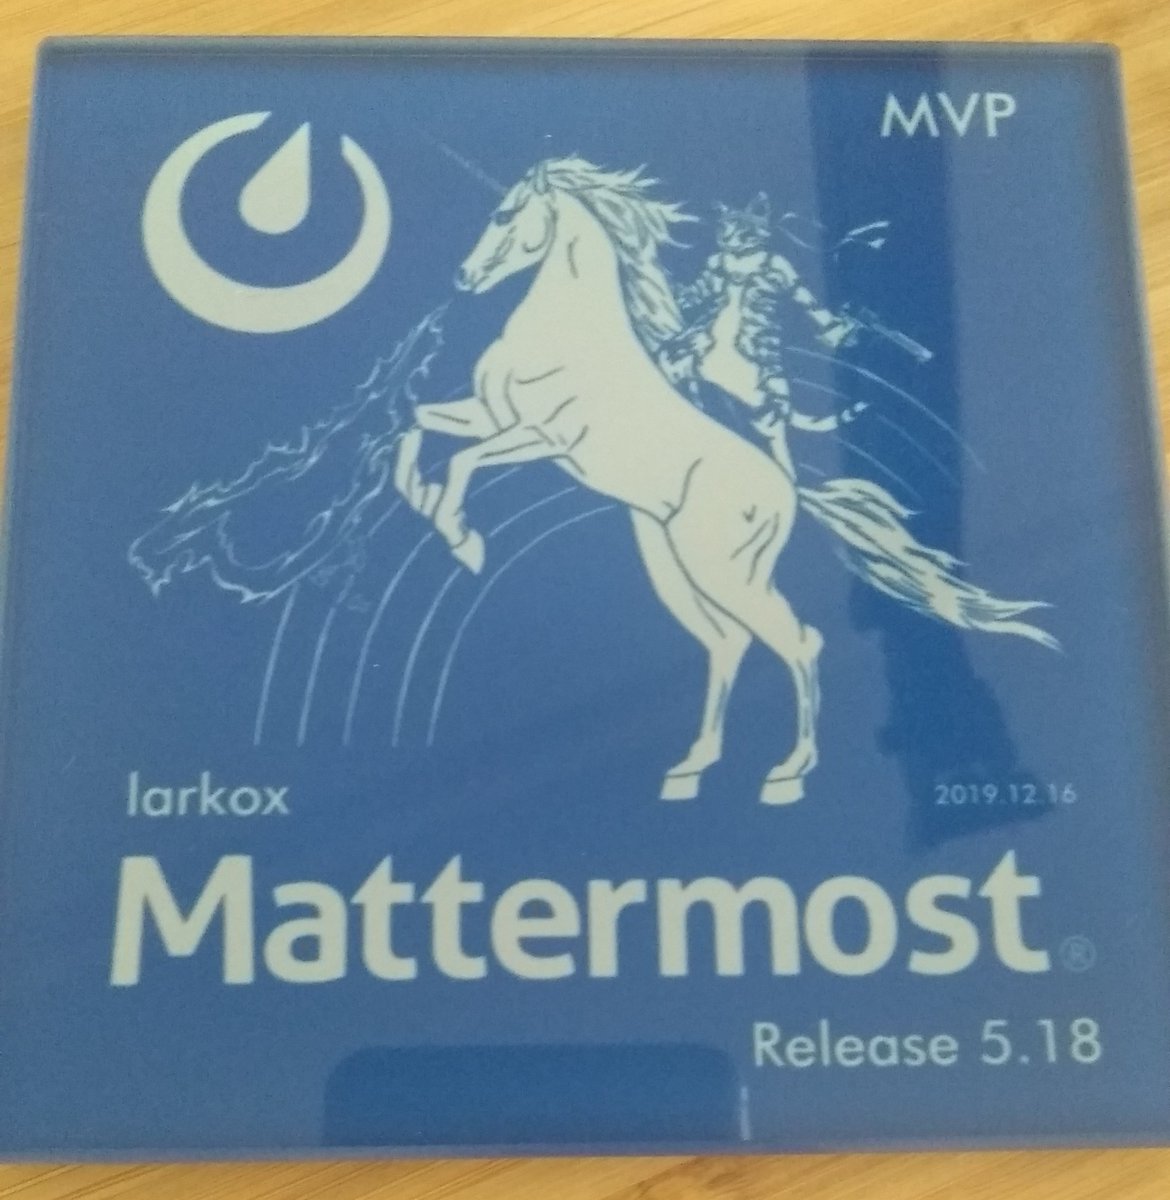 MVP
larkox
2019.12.16
Mattermost®
Release 5.18